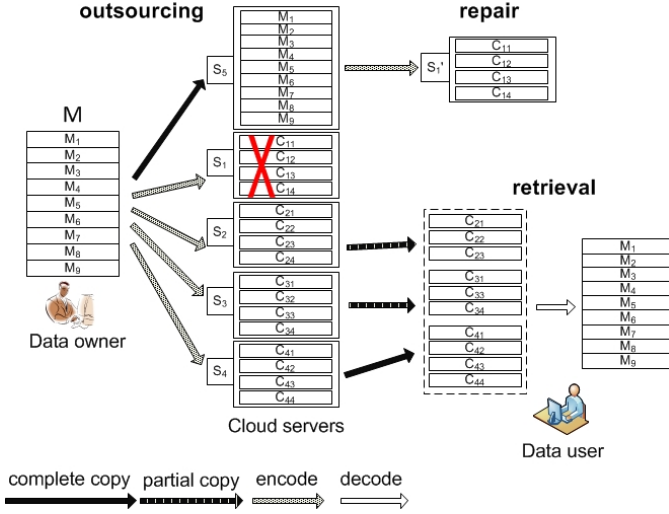 outsourcing
repair
M
M1
M2
M3
M4
M5
M6
M7
M8
M9
Data owner
S5
M1
M2
M3
M4
M5
M6
M7
M8
M9
S1
C11
C12
C13
C14
S2
C21
C22
C23
C24
S3
C31
C32
C33
C34
S4
C41
C42
C43
C44
Cloud servers
S1'
C11
C12
C13
C14
retrieval
C21
C22
C23
C31
C33
C34
C41
C42
C43
C44
M1
M2
M3
M4
M5
M6
M7
M8
M9
Data user
complete copy partial copy encode decode